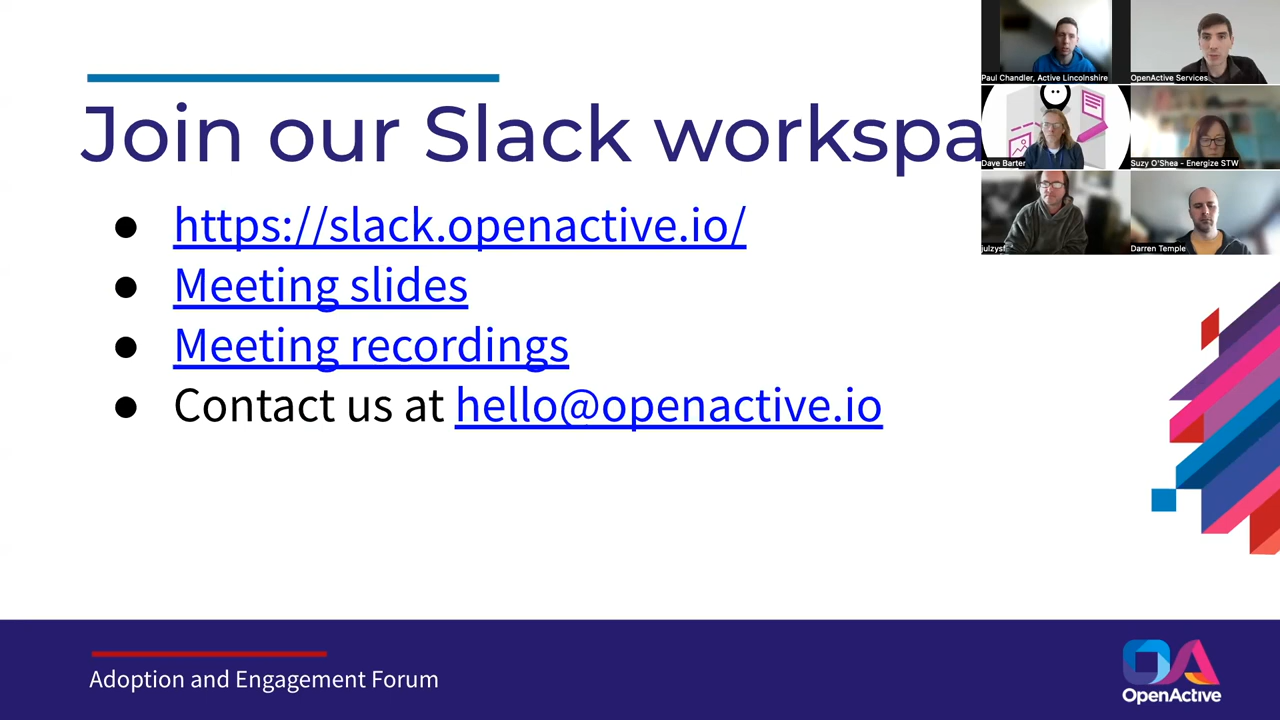 Join our Slack workspa
https://slack.openactive.io/
Meeting slides
Meeting recordings
Contact us at hello@openactive.io
Paul Chandler, Active Lincolnshire
OpenActive Services
Dave Barter
Suzy O'Shea - Energize STW
julzysf
Darren Temple
Adoption and Engagement Forum
OpenActive